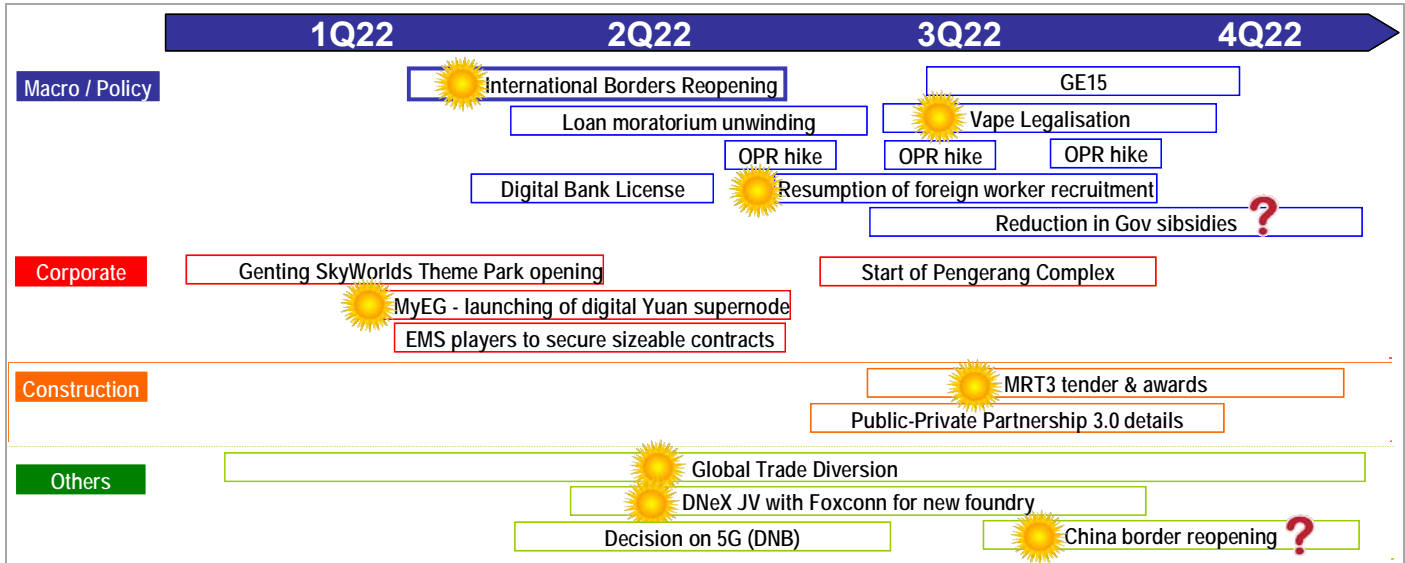 1Q22 2Q22 3Q22 4Q22
Macro / Policy
International Borders Reopening
GE15
Loan moratorium unwinding
Vape Legalisation
OPR hike
OPR hike
OPR hike
Digital Bank License
Resumption of foreign worker recruitment
Reduction in Gov sibsidies ?
Corporate
Genting SkyWorlds Theme Park opening
Start of Pengerang Complex
MyEG - launching of digital Yuan supernode
EMS players to secure sizeable contracts
Construction
MRT3 tender & awards
Public-Private Partnership 3.0 details
Others
Global Trade Diversion
DNeX JV with Foxconn for new foundry
Decision on 5G (DNB)
China border reopening ?